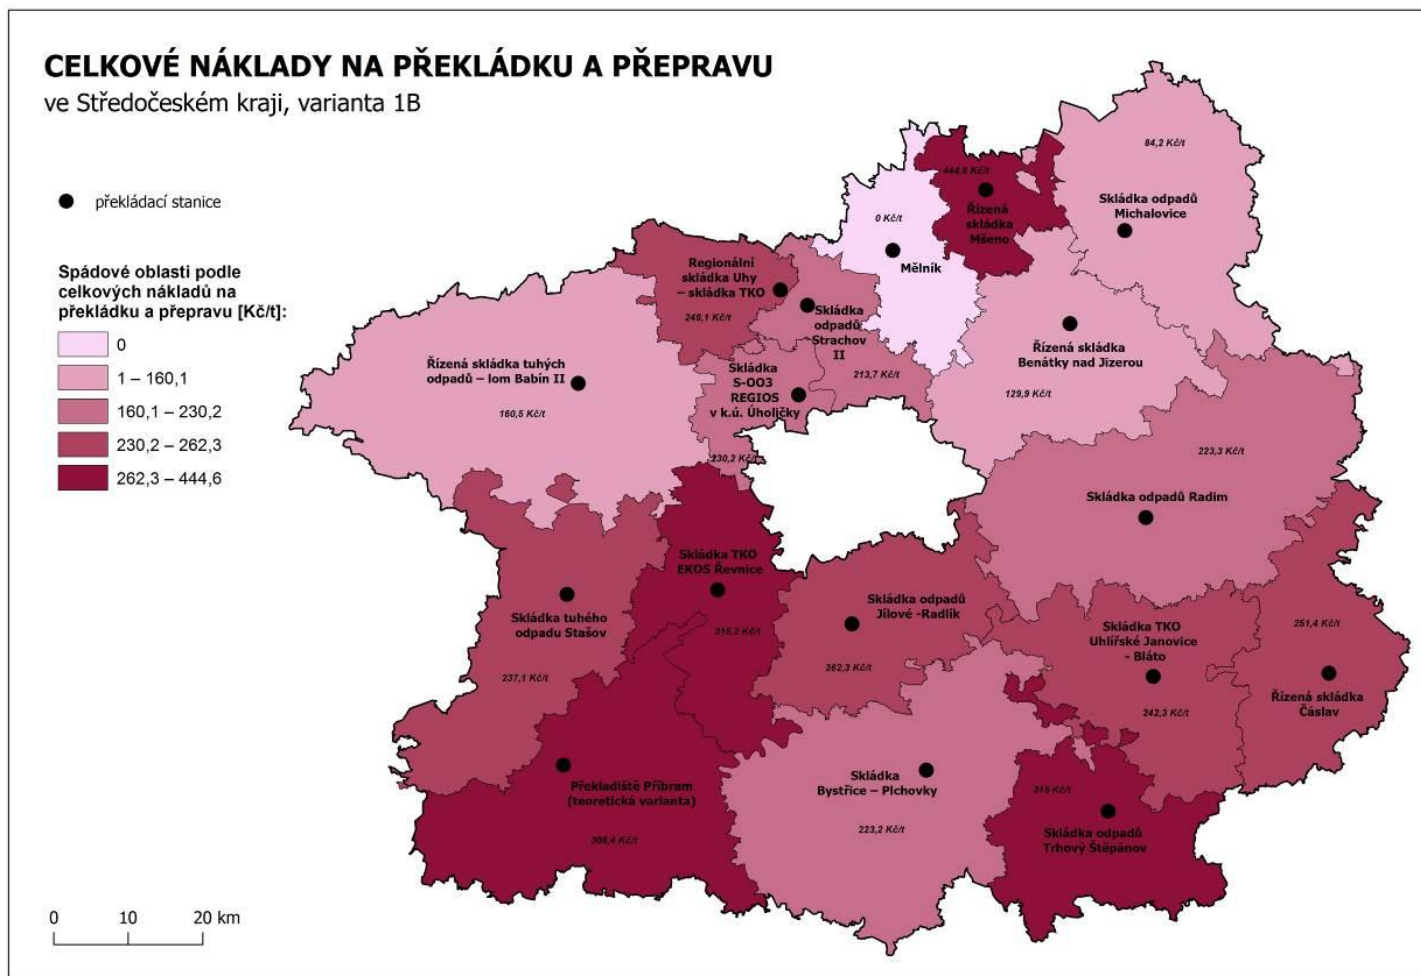 CELKOVÉ NÁKLADY NA PŘEKLÁDKU A PŘEPRAVU
ve Středočeském kraji, varianta 1B
překládací stanice
Spádové oblasti podle
celkových nákladů na
překládku a přepravu [Kč/t]:
0
1 – 160,1
160,1 – 230,2
230,2 – 262,3
262,3 – 444,6
0 10 20 km
84,2 Kč/t
Skládka odpadů
Michalovice
444,6 Kč/t
Řízená
skládka
Mšeno
0 Kč/t
Mělník
Regionální
skládka Uhy
– skládka TKO
246,1 Kč/t
Skládka
odpadů
Strachov
II
213,7 Kč/t
Řízená skládka
Benátky nad Jizerou
129,9 Kč/t
Řízená skládka tuhých
odpadů – lom Babín II
160,5 Kč/t
Skládka
S-OO3
REGIOS
v k.ú. Úholičky
230,2 Kč/t
223,3 Kč/t
Skládka odpadů Radim
Skládka TKO
EKOS Řevnice
315,2 Kč/t
Skládka tuhého
odpadu Stašov
237,1 Kč/t
Skládka odpadů
Jílové -Radlík
262,3 Kč/t
Skládka TKO
Uhlířské Janovice
- Bláto
242,3 Kč/t
251,4 Kč/t
Řízená skládka
Čáslav
Překladiště Příbram
(teoretická varianta)
306,4 Kč/t
Skládka
Bystřice – Plchovky
223,2 Kč/t
315 Kč/t
Skládka odpadů
Trhový Štěpánov